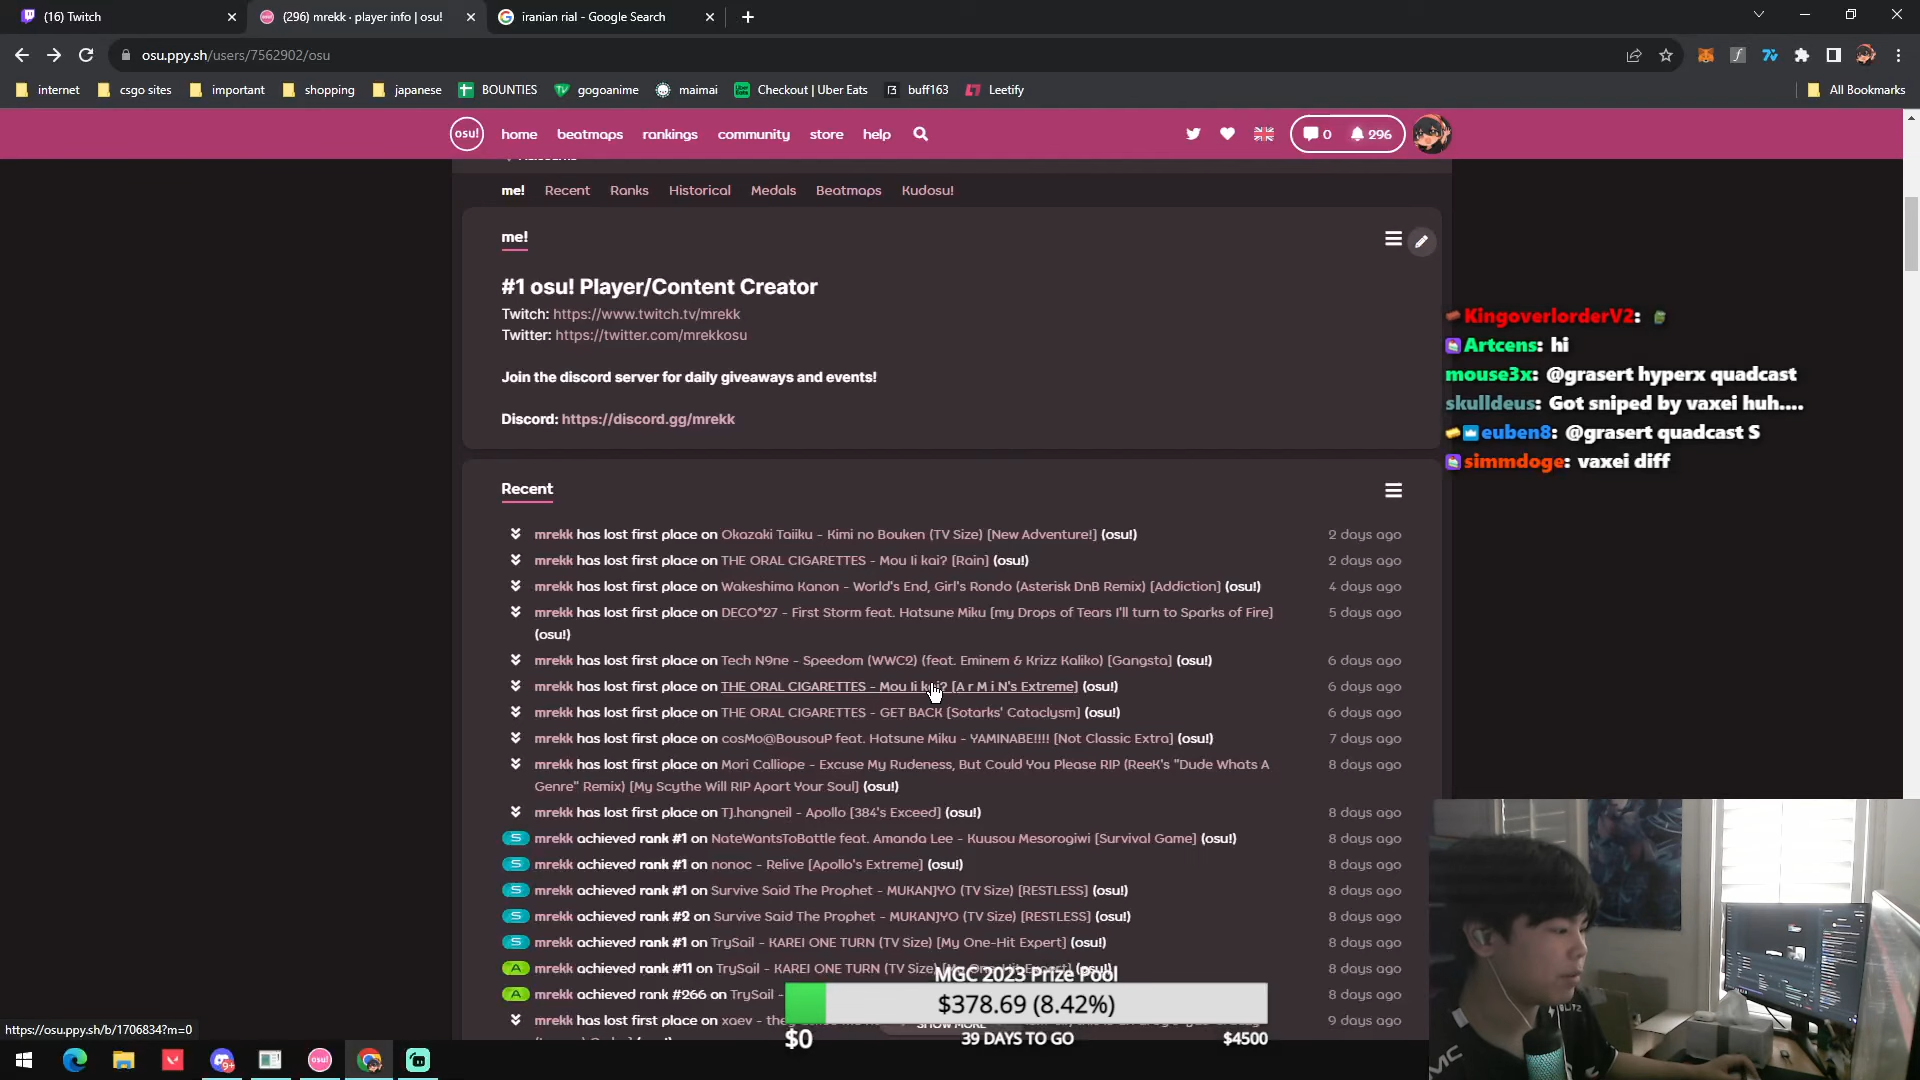 (16) Twitch
(296) mrekk · player info | osu!
iranian rial - Google Search
osu.ppy.sh/users/7562902/osu
internet
csgo sites
important
shopping
japanese
BOUNTIES
gogoanime
maimai
Checkout | Uber Eats
buff163
Leetify
All Bookmarks
osu!
home
beatmaps
rankings
community
store
help
0
296
me!
Recent
Ranks
Historical
Medals
Beatmaps
Kudosu!
me!
#1 osu! Player/Content Creator
Twitch: https://www.twitch.tv/mrekk
Twitter: https://twitter.com/mrekkosu
Join the discord server for daily giveaways and events!
Discord: https://discord.gg/mrekk
KingoverlorderV2:
Artcens: hi
mouse3x: @grasert hyperx quadcast
skulldeus: Got sniped by vaxei huh....
euben8: @grasert quadcast S
simmdoge: vaxei diff
Recent
mrekk has lost first place on Okazaki Taiiku - Kimi no Bouken (TV Size) [New Adventure!] (osu!) 2 days ago
mrekk has lost first place on THE ORAL CIGARETTES - Mou Ii kai? [Rain] (osu!) 2 days ago
mrekk has lost first place on Wakeshima Kanon - World's End, Girl's Rondo (Asterisk DnB Remix) [Addiction] (osu!) 4 days ago
mrekk has lost first place on DECO*27 - First Storm feat. Hatsune Miku [my Drops of Tears I'll turn to Sparks of Fire] 5 days ago
(osu!)
mrekk has lost first place on Tech N9ne - Speedom (WWC2) (feat. Eminem & Krizz Kaliko) [Gangsta] (osu!) 6 days ago
mrekk has lost first place on THE ORAL CIGARETTES - Mou Ii kai? [A r M i N's Extreme] (osu!) 6 days ago
mrekk has lost first place on THE ORAL CIGARETTES - GET BACK [Sotarks' Cataclysm] (osu!) 6 days ago
mrekk has lost first place on cosMo@BousouP feat. Hatsune Miku - YAMINABE!!!! [Not Classic Extra] (osu!) 7 days ago
mrekk has lost first place on Mori Calliope - Excuse My Rudeness, But Could You Please RIP (ReeK's "Dude Whats A 8 days ago
Genre" Remix) [My Scythe Will RIP Apart Your Soul] (osu!)
mrekk has lost first place on TJ.hangneil - Apollo [384's Exceed] (osu!) 8 days ago
S mrekk achieved rank #1 on NateWantsToBattle feat. Amanda Lee - Kuusou Mesorogiwi [Survival Game] (osu!) 8 days ago
S mrekk achieved rank #1 on nonoc - Relive [Apollo's Extreme] (osu!) 8 days ago
S mrekk achieved rank #1 on Survive Said The Prophet - MUKANJYO (TV Size) [RESTLESS] (osu!) 8 days ago
S mrekk achieved rank #2 on Survive Said The Prophet - MUKANJYO (TV Size) [RESTLESS] (osu!) 8 days ago
S mrekk achieved rank #1 on TrySail - KAREI ONE TURN (TV Size) [My One-Hit Expert] (osu!) 8 days ago
A mrekk achieved rank #11 on TrySail - KAREI ONE TURN (TV Size) [My One-Hit Expert] (osu!) 8 days ago
A mrekk achieved rank #266 on TrySail - 8 days ago
mrekk has lost first place on xaev - they 9 days ago
SHOW MORE
MGC 2023 Prize Pool
$378.69 (8.42%)
$0
39 DAYS TO GO
$4500
https://osu.ppy.sh/b/1706834?m=0
9+